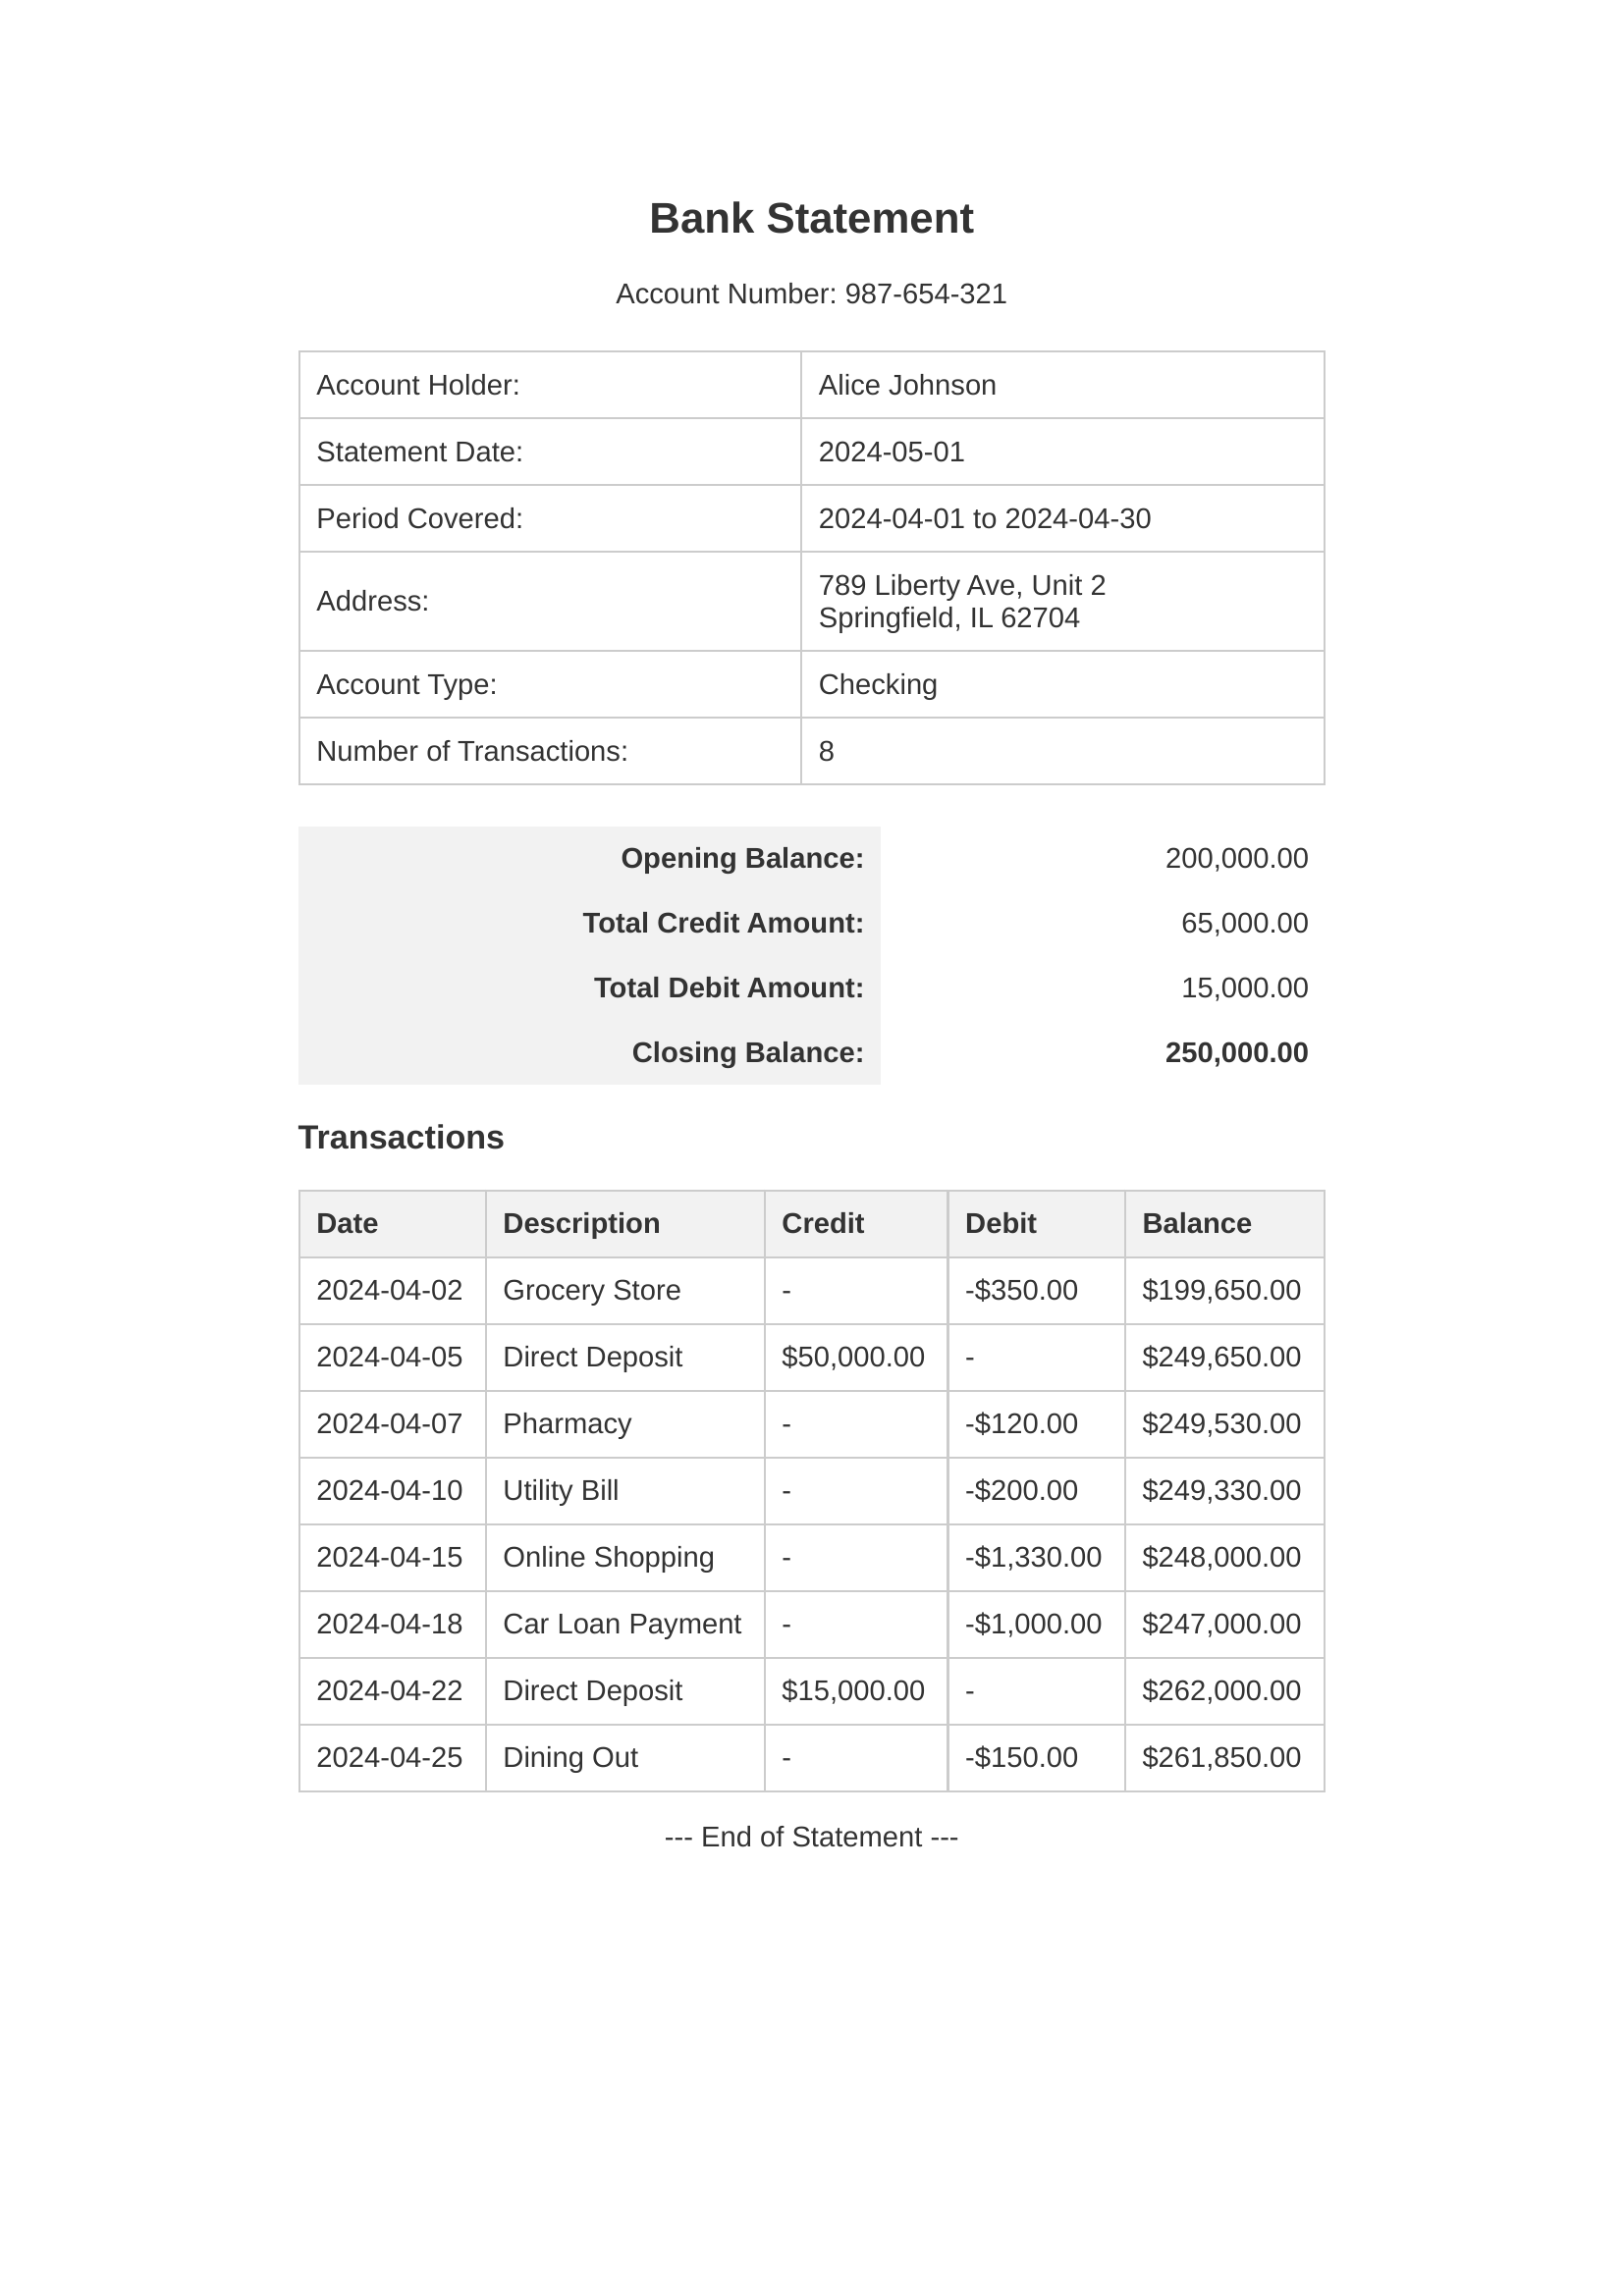 Bank Statement
Account Number: 987-654-321
Account Holder: Alice Johnson
Statement Date: 2024-05-01
Period Covered: 2024-04-01 to 2024-04-30
Address: 789 Liberty Ave, Unit 2
Springfield, IL 62704
Account Type: Checking
Number of Transactions: 8
Opening Balance: 200,000.00
Total Credit Amount: 65,000.00
Total Debit Amount: 15,000.00
Closing Balance: 250,000.00
Transactions
Date Description Credit Debit Balance
2024-04-02 Grocery Store - -$350.00 $199,650.00
2024-04-05 Direct Deposit $50,000.00 - $249,650.00
2024-04-07 Pharmacy - -$120.00 $249,530.00
2024-04-10 Utility Bill - -$200.00 $249,330.00
2024-04-15 Online Shopping - -$1,330.00 $248,000.00
2024-04-18 Car Loan Payment - -$1,000.00 $247,000.00
2024-04-22 Direct Deposit $15,000.00 - $262,000.00
2024-04-25 Dining Out - -$150.00 $261,850.00
--- End of Statement ---